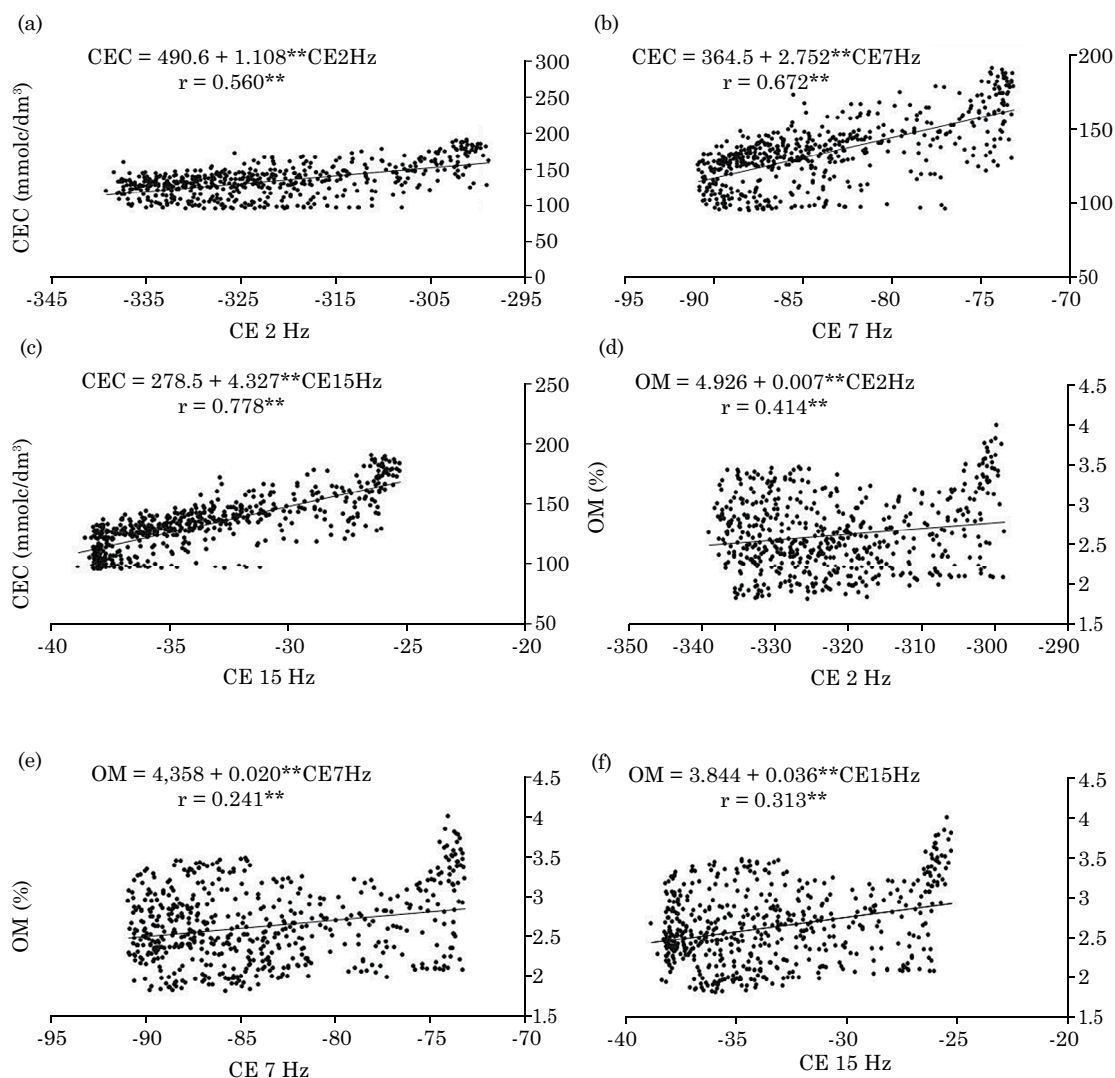 (a)
CEC = 490.6 + 1.108**CE2Hz
r = 0.560**
CEC (mmolc/dm³)
300
250
200
150
100
50
0
-345 -335 -325 -315 -305 -295
CE 2 Hz
(b)
CEC = 364.5 + 2.752**CE7Hz
r = 0.672**
200
150
100
50
-95 -90 -85 -80 -75 -70
CE 7 Hz
(c)
CEC = 278.5 + 4.327**CE15Hz
r = 0.778**
CEC (mmolc/dm³)
250
200
150
100
50
-40 -35 -30 -25 -20
CE 15 Hz
(d)
OM = 4.926 + 0.007**CE2Hz
r = 0.414**
OM (%)
4.5
4
3.5
3
2.5
2
1.5
-350 -340 -330 -320 -310 -300 -290
CE 2 Hz
(e)
OM = 4,358 + 0.020**CE7Hz
r = 0.241**
OM (%)
4.5
4
3.5
3
2.5
2
1.5
-95 -90 -85 -80 -75 -70
CE 7 Hz
(f)
OM = 3.844 + 0.036**CE15Hz
r = 0.313**
4.5
4
3.5
3
2.5
2
1.5
-40 -35 -30 -25 -20
CE 15 Hz